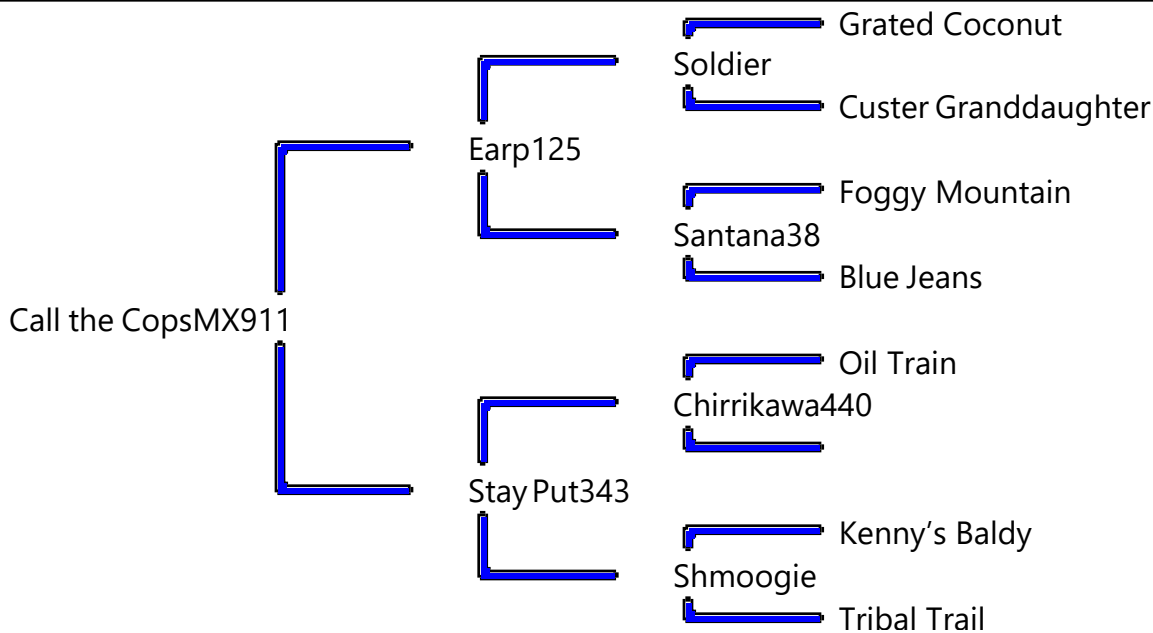 Grated Coconut
Soldier
Custer Granddaughter
Earp125
Foggy Mountain
Santana38
Blue Jeans
Call the CopsMX911
Oil Train
Chirrikawa440
Stay Put343
Kenny’s Baldy
Shmoogie
Tribal Trail